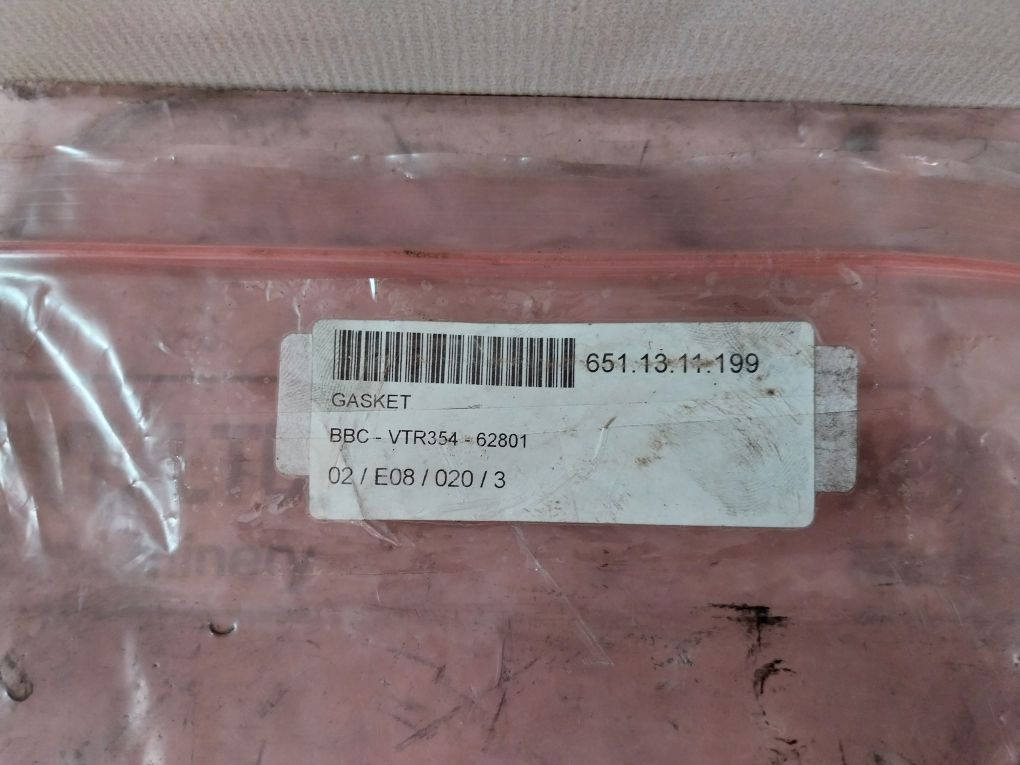 651.13.11.199
GASKET
BBC - VTR354 - 62801
02 / E08 / 020 / 3